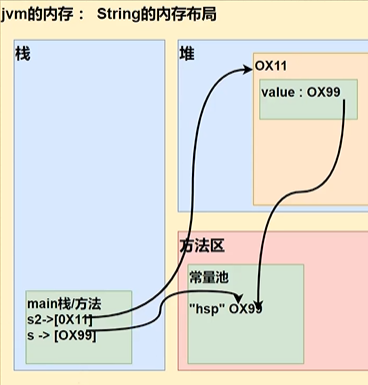 jvm的内存： String的内存布局
栈
堆
OX11
value：OX99
方法区
常量池
"hsp" OX99
main栈/方法
s2->[0X11]
s -> [OX99]